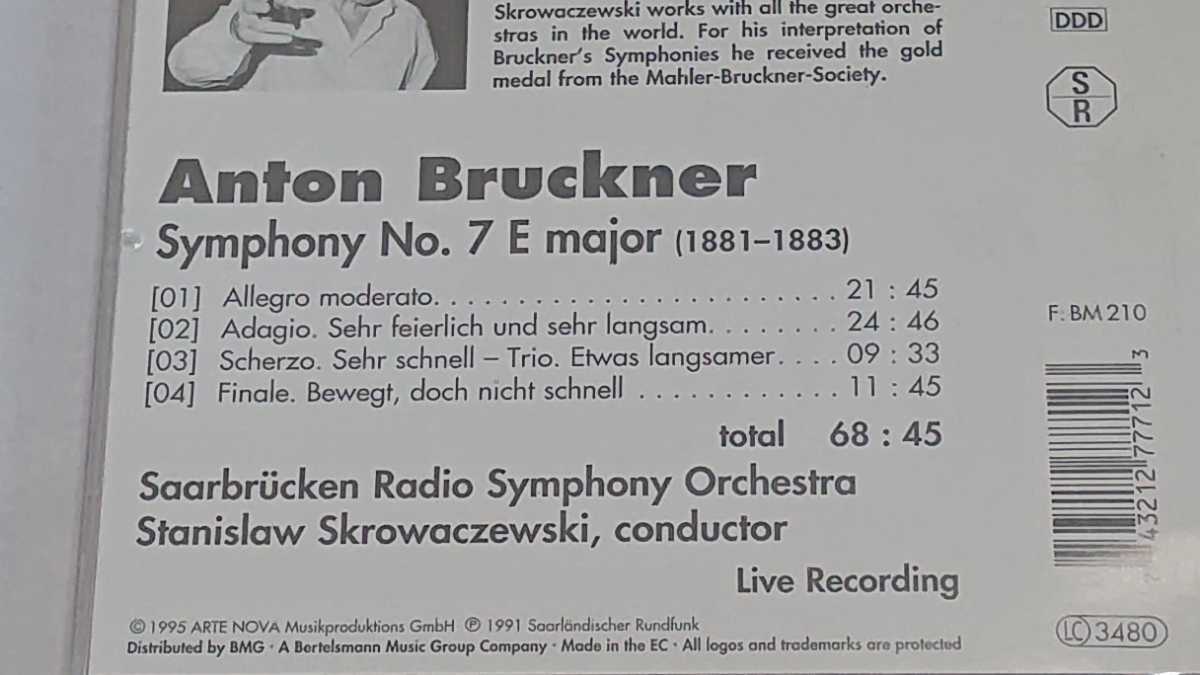 Skrowaczewski works with all the great orche-
stras in the world. For his interpretation of
Bruckner's Symphonies he received the gold
medal from the Mahler-Bruckner-Society.
DDD
S
R
Anton Bruckner
Symphony No. 7 E major (1881–1883)
[01] Allegro moderato. . . . . . . . . . . . . . . . . . . . . . . . . 21 : 45
[02] Adagio. Sehr feierlich und sehr langsam. . . . . . . . 24 : 46
[03] Scherzo. Sehr schnell – Trio. Etwas langsamer. . . . 09 : 33
[04] Finale. Bewegt, doch nicht schnell . . . . . . . . . . . . 11 : 45
total 68 : 45
F: BM 210
Saarbrücken Radio Symphony Orchestra
Stanislaw Skrowaczewski, conductor
Live Recording
43212 77712 3
© 1995 ARTE NOVA Musikproduktions GmbH ℗ 1991 Saarländischer Rundfunk
Distributed by BMG · A Bertelsmann Music Group Company · Made in the EC · All logos and trademarks are protected
LC 3480